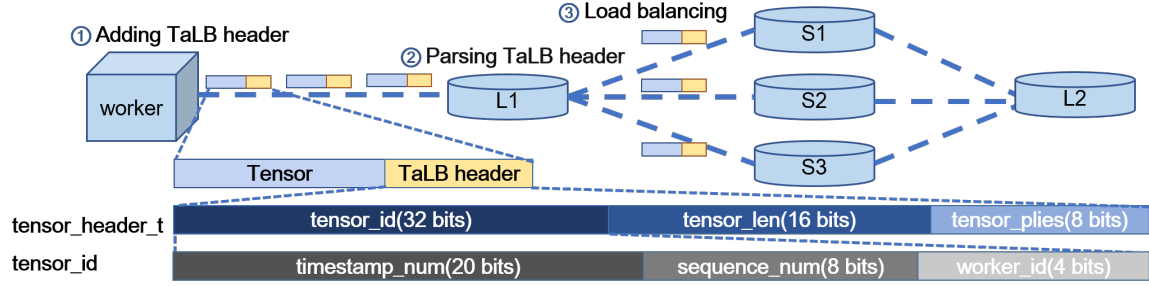 ① Adding TaLB header
② Parsing TaLB header
③ Load balancing
worker
L1
S1
S2
S3
L2
Tensor
TaLB header
tensor_header_t
tensor_id(32 bits)
tensor_len(16 bits)
tensor_plies(8 bits)
tensor_id
timestamp_num(20 bits)
sequence_num(8 bits)
worker_id(4 bits)